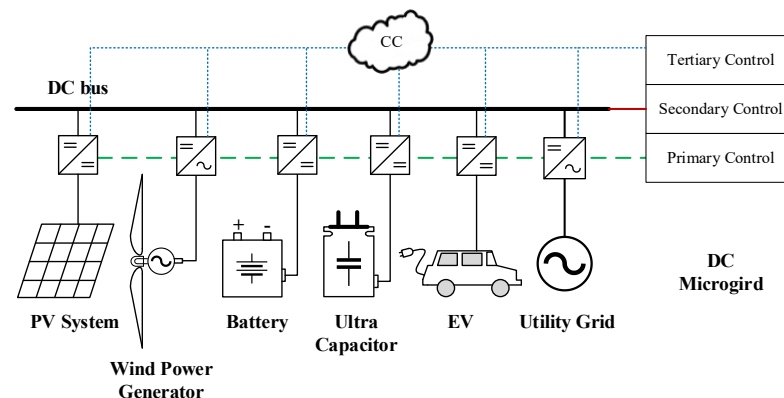 CC
Tertiary Control
DC bus
Secondary Control
Primary Control
+ -
DC
Microgird
PV System
Battery
Ultra
Capacitor
EV
Utility Grid
Wind Power
Generator